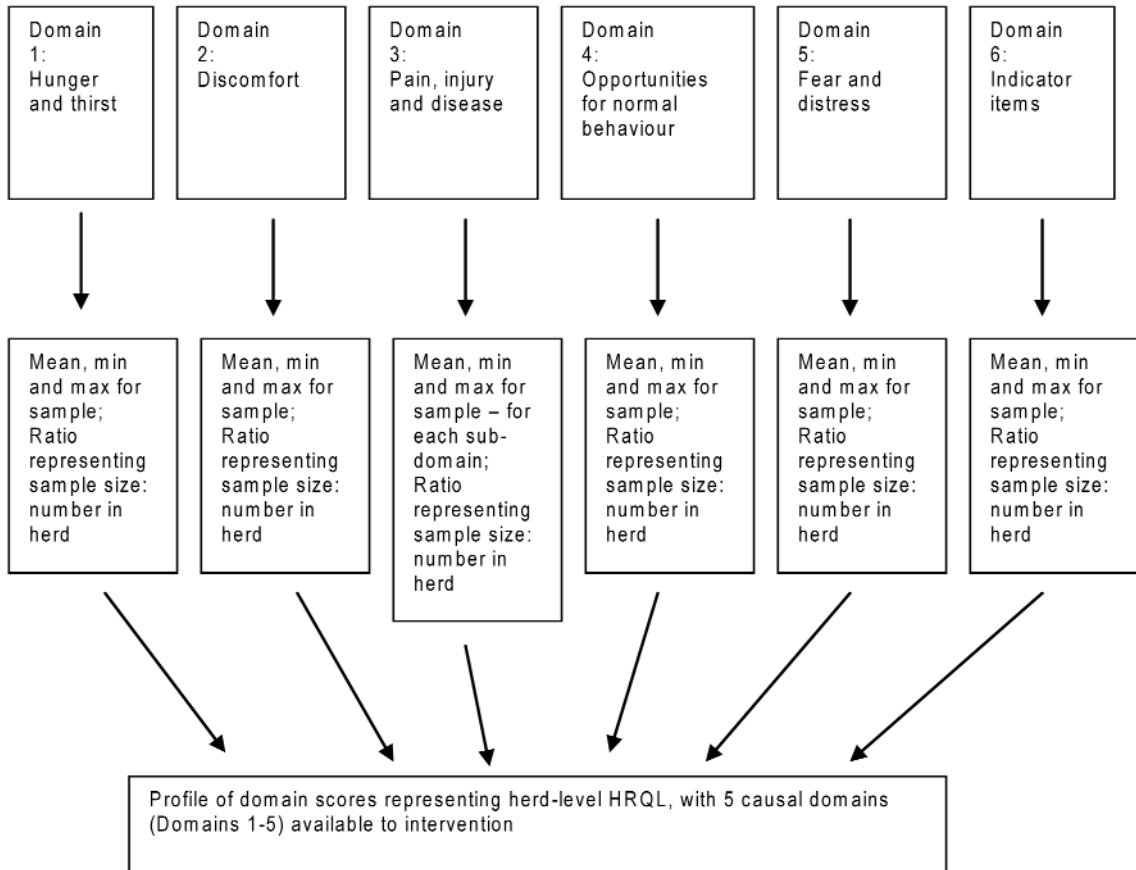 Domain
1:
Hunger
and thirst
Domain
2:
Discomfort
Domain
3:
Pain, injury
and disease
Domain
4:
Opportunities
for normal
behaviour
Domain
5:
Fear and
distress
Domain
6:
Indicator
items
Mean, min
and max for
sample;
Ratio
representing
sample size:
number in
herd
Mean, min
and max for
sample;
Ratio
representing
sample size:
number in
herd
Mean, min
and max for
sample – for
each sub-
domain;
Ratio
representing
sample size:
number in
herd
Mean, min
and max for
sample;
Ratio
representing
sample size:
number in
herd
Mean, min
and max for
sample;
Ratio
representing
sample size:
number in
herd
Mean, min
and max for
sample;
Ratio
representing
sample size:
number in
herd
Profile of domain scores representing herd-level HRQL, with 5 causal domains
(Domains 1-5) available to intervention